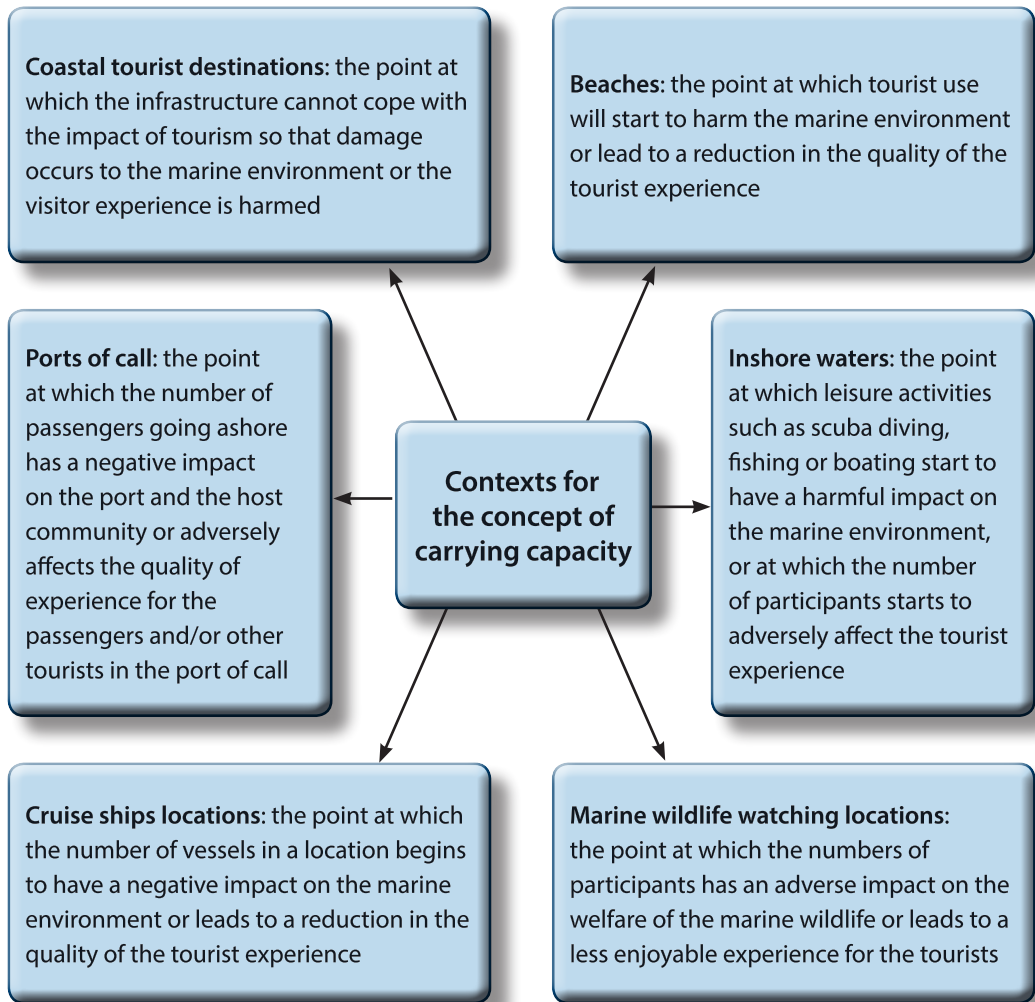 Coastal tourist destinations: the point at
which the infrastructure cannot cope with
the impact of tourism so that damage
occurs to the marine environment or the
visitor experience is harmed
Beaches: the point at which tourist use
will start to harm the marine environment
or lead to a reduction in the quality of the
tourist experience
Ports of call: the point
at which the number of
passengers going ashore
has a negative impact
on the port and the host
community or adversely
affects the quality of
experience for the
passengers and/or other
tourists in the port of call
Contexts for
the concept of
carrying capacity
Inshore waters: the point
at which leisure activities
such as scuba diving,
fishing or boating start to
have a harmful impact on
the marine environment,
or at which the number
of participants starts to
adversely affect the tourist
experience
Cruise ships locations: the point at which
the number of vessels in a location begins
to have a negative impact on the marine
environment or leads to a reduction in the
quality of the tourist experience
Marine wildlife watching locations:
the point at which the numbers of
participants has an adverse impact on the
welfare of the marine wildlife or leads to a
less enjoyable experience for the tourists